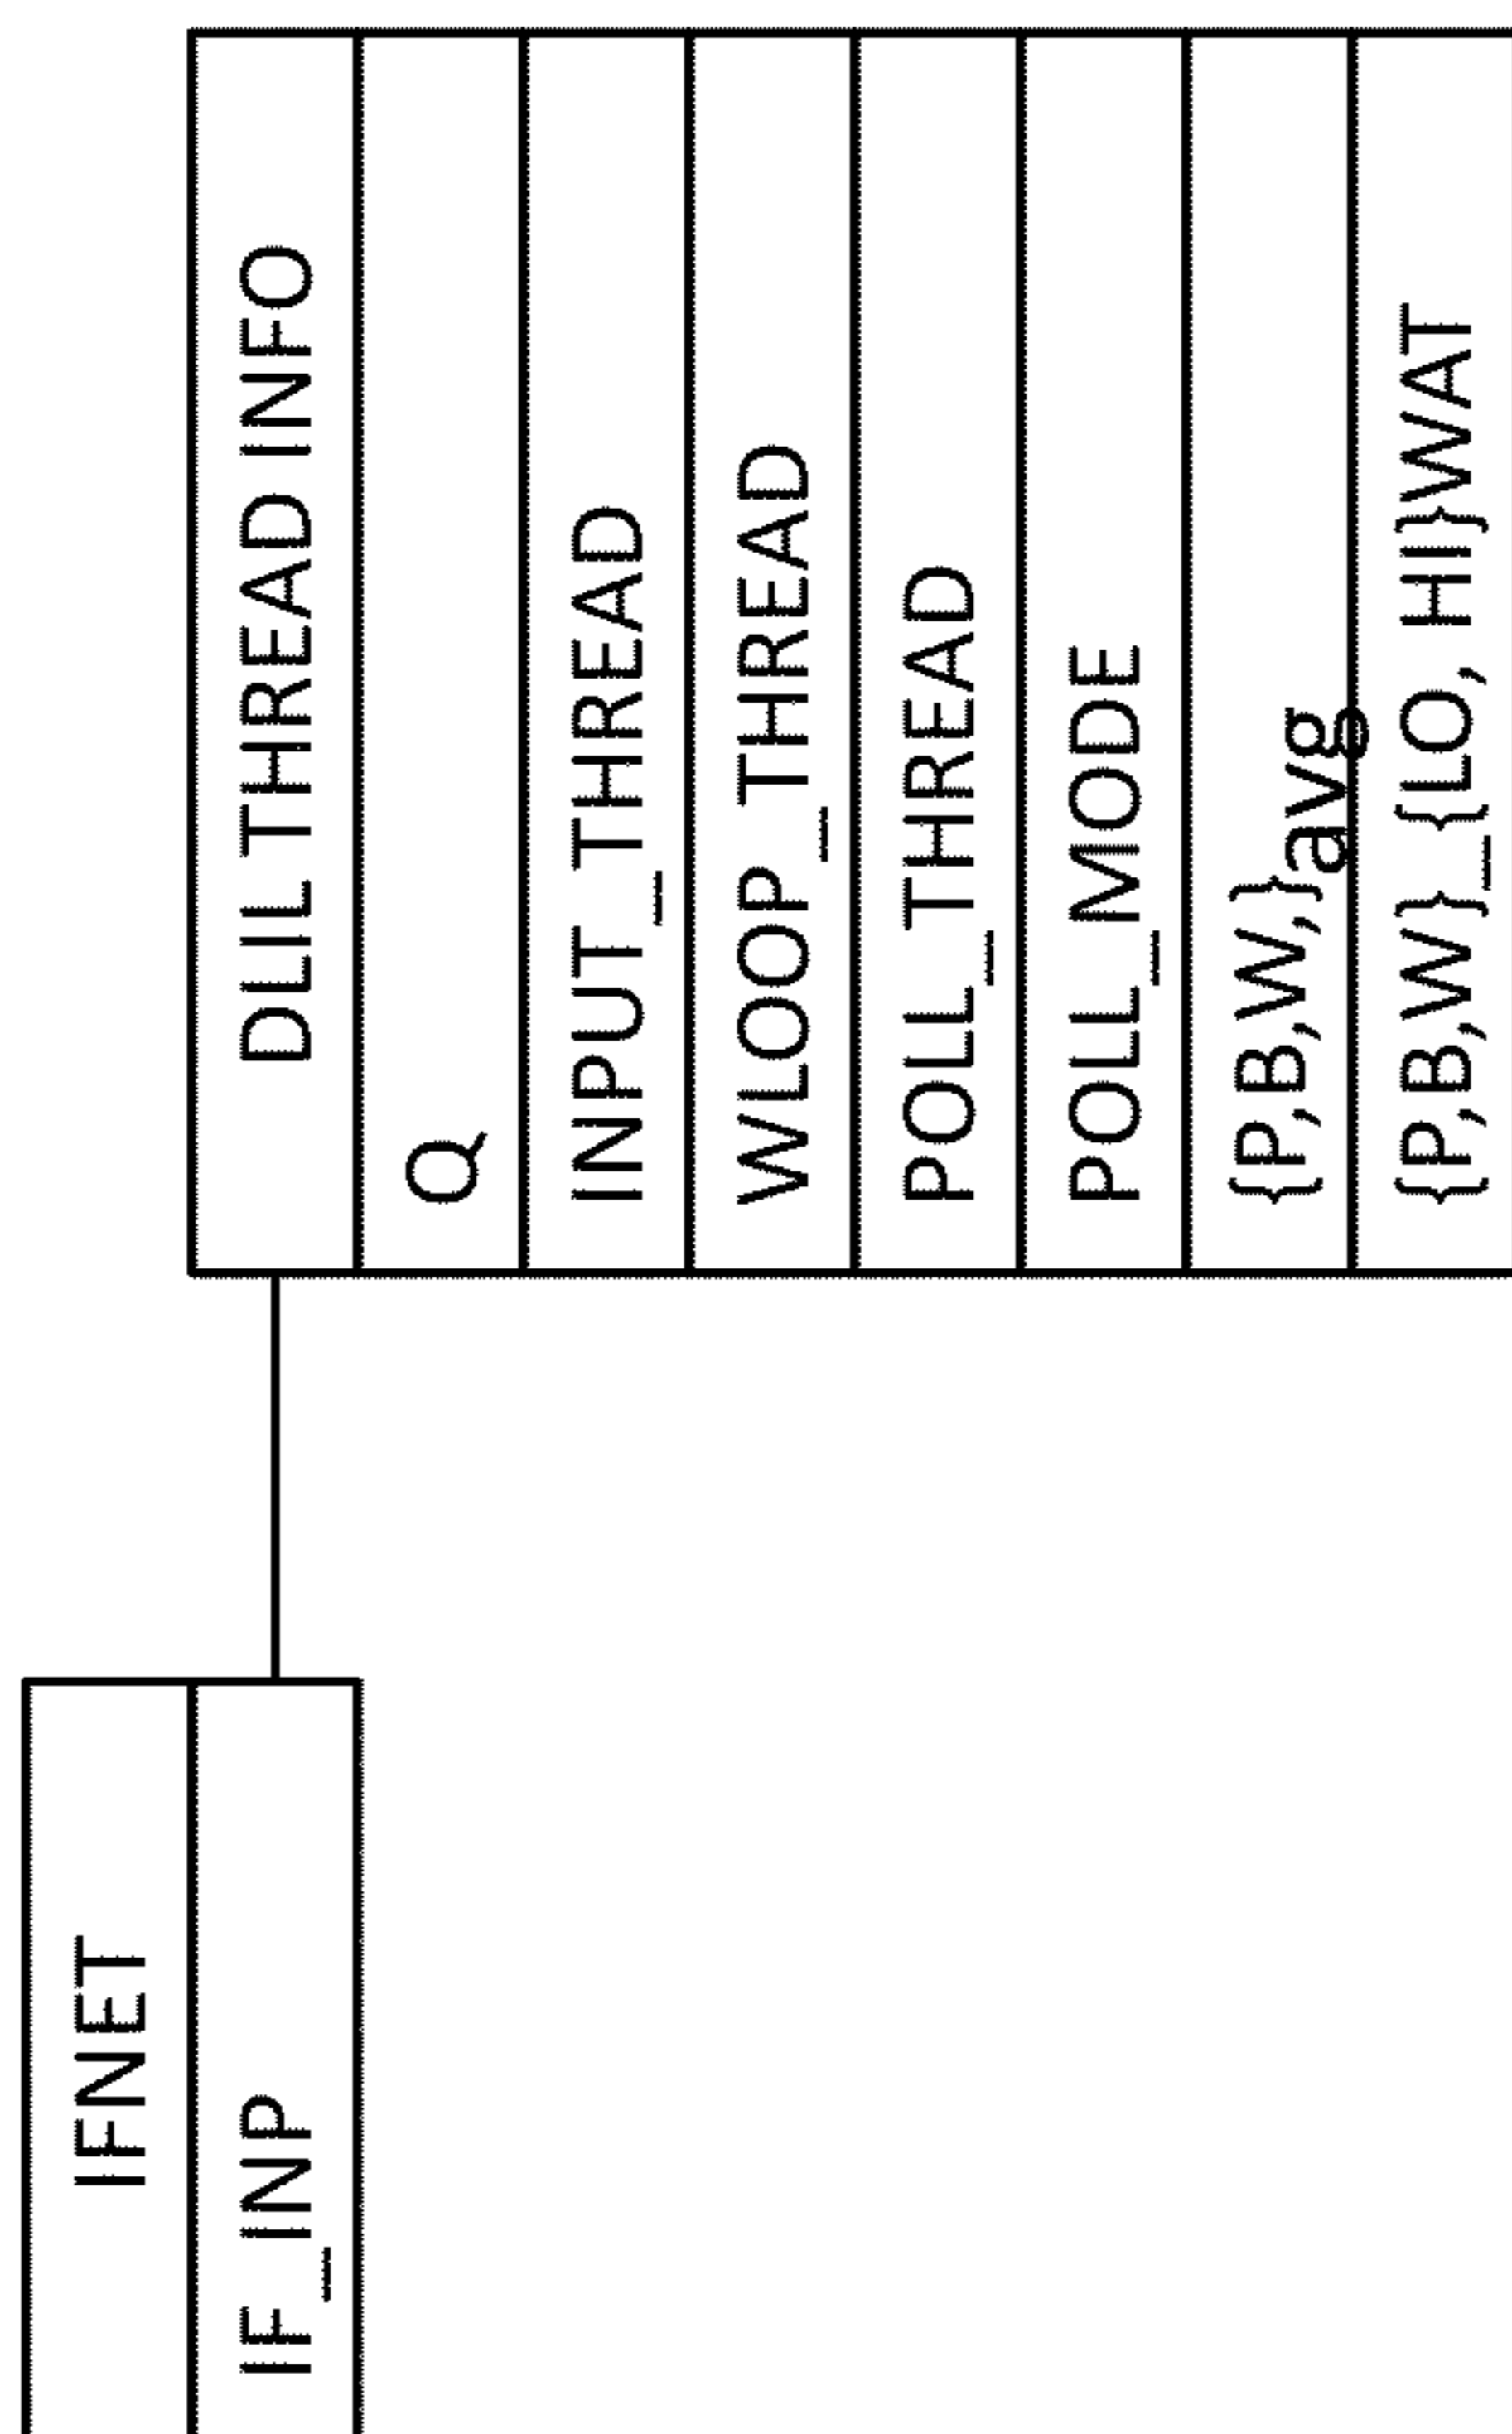 IFNET
IF_INP
DLIL THREAD INFO
Q
INPUT_THREAD
WLOOP_THREAD
POLL_THREAD
POLL_MODE
{P,B,W,}avg
{P,B,W}_{LO, HI}WAT